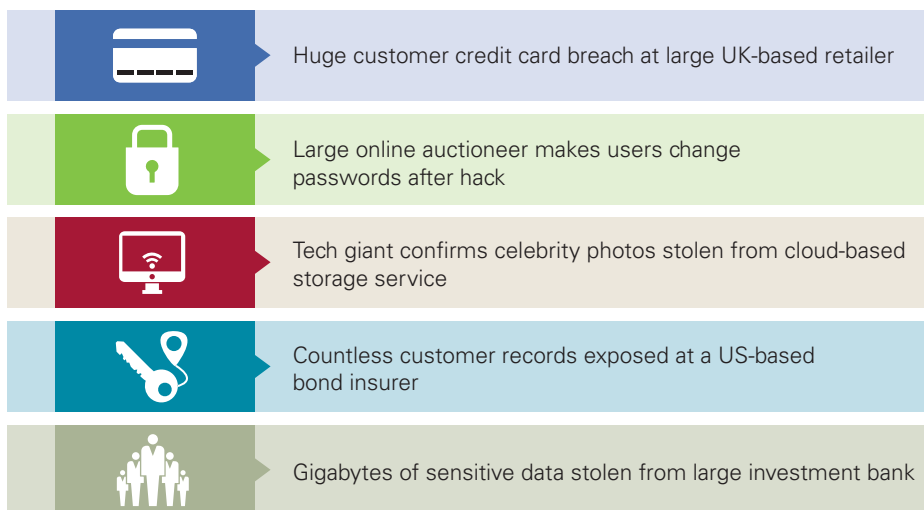 Huge customer credit card breach at large UK-based retailer
Large online auctioneer makes users change
passwords after hack
Tech giant confirms celebrity photos stolen from cloud-based
storage service
Countless customer records exposed at a US-based
bond insurer
Gigabytes of sensitive data stolen from large investment bank